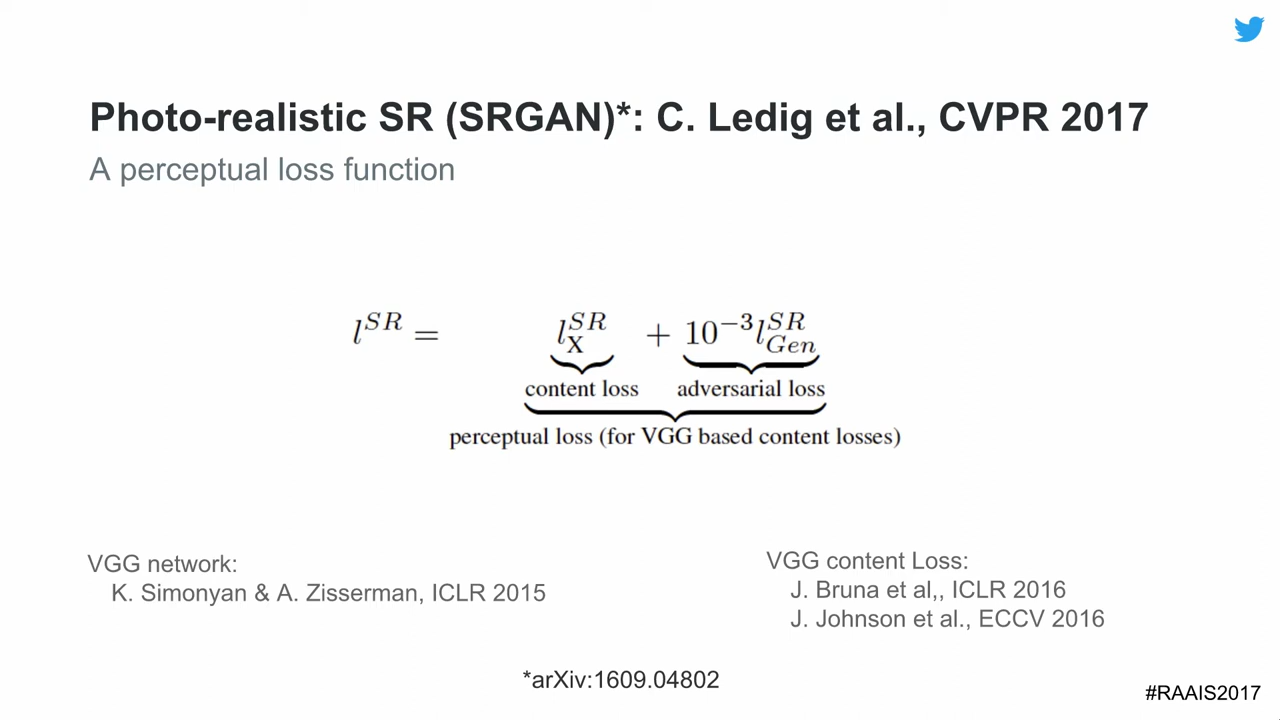 Photo-realistic SR (SRGAN)*: C. Ledig et al., CVPR 2017
A perceptual loss function
l^{SR} = l_X^{SR} + 10^{-3} l_{Gen}^{SR}
content loss adversarial loss
perceptual loss (for VGG based content losses)
VGG network:
K. Simonyan & A. Zisserman, ICLR 2015
VGG content Loss:
J. Bruna et al,, ICLR 2016
J. Johnson et al., ECCV 2016
*arXiv:1609.04802
#RAAIS2017